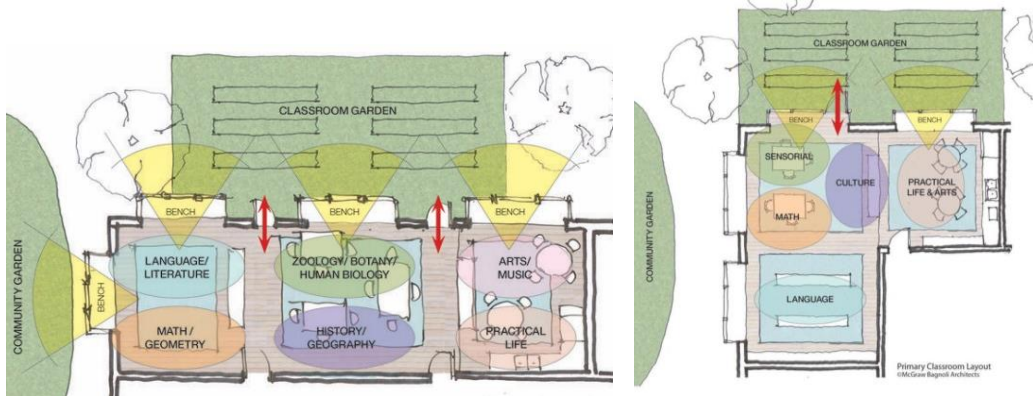 CLASSROOM GARDEN
COMMUNITY GARDEN
BENCH
BENCH
BENCH
BENCH
LANGUAGE/
LITERATURE
ZOOLOGY/ BOTANY/
HUMAN BIOLOGY
ARTS/
MUSIC
MATH /
GEOMETRY
HISTORY/
GEOGRAPHY
PRACTICAL
LIFE
CLASSROOM GARDEN
COMMUNITY GARDEN
BENCH
BENCH
SENSORIAL
CULTURE
PRACTICAL
LIFE & ARTS
MATH
LANGUAGE
Primary Classroom Layout
©McGraw Bagnoli Architects